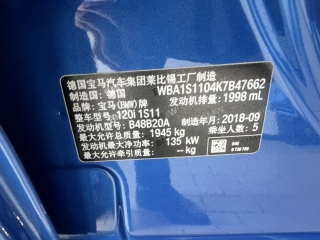 德国宝马汽车集团莱比锡工厂制造
制造国：德国 WBA1S1104K7B47662
品牌：宝马(BMW)牌 发动机排量：1998 mL
整车型号：120i 1S11
发动机型号：B48B20A 制造年月：2018-09
最大允许总质量：1945 kg 乘坐人数：5
发动机最大净功率：135 kW
最大允许牵引质量：-- kg